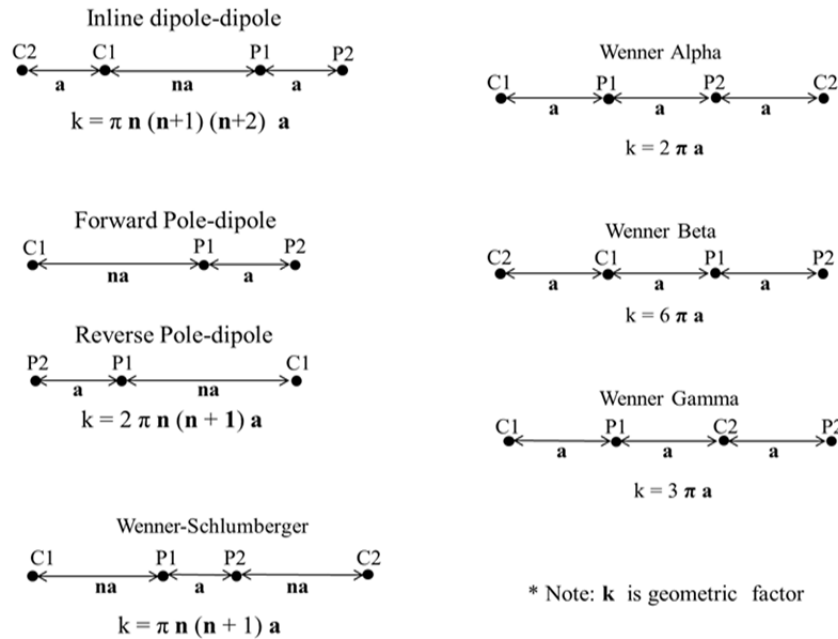 Inline dipole-dipole
C2 C1 P1 P2
a na a
k = π n (n+1) (n+2) a
Forward Pole-dipole
C1 P1 P2
na a
Reverse Pole-dipole
P2 P1 C1
a na
k = 2 π n (n + 1) a
Wenner-Schlumberger
C1 P1 P2 C2
na a na
k = π n (n + 1) a
Wenner Alpha
C1 P1 P2 C2
a a a
k = 2 π a
Wenner Beta
C2 C1 P1 P2
a a a
k = 6 π a
Wenner Gamma
C1 P1 C2 P2
a a a
k = 3 π a
* Note: k is geometric factor